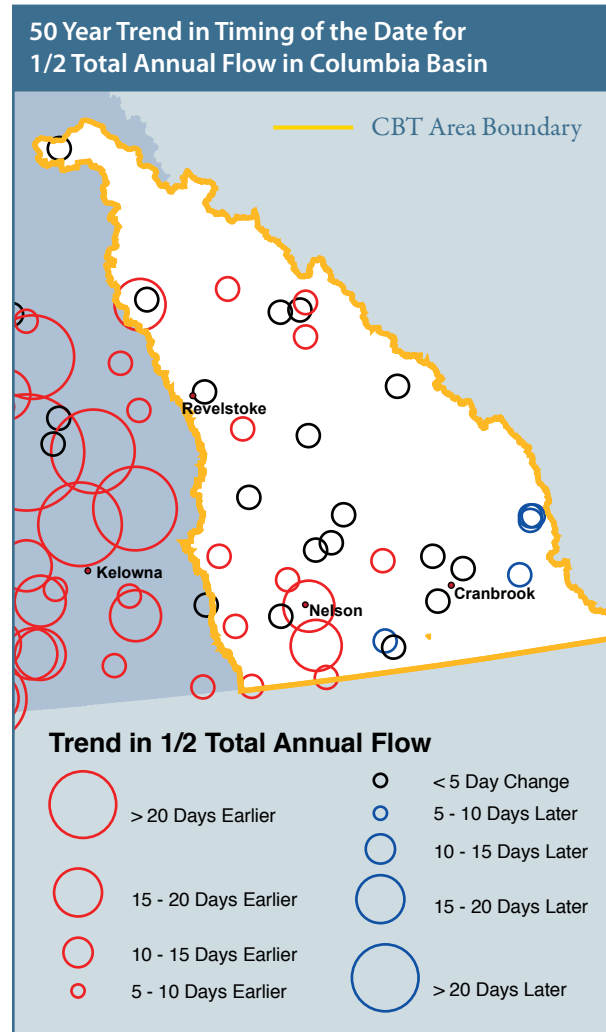 50 Year Trend in Timing of the Date for
1/2 Total Annual Flow in Columbia Basin
CBT Area Boundary
Revelstoke
Kelowna
Cranbrook
Nelson
Trend in 1/2 Total Annual Flow
> 20 Days Earlier
15 - 20 Days Earlier
10 - 15 Days Earlier
5 - 10 Days Earlier
< 5 Day Change
5 - 10 Days Later
10 - 15 Days Later
15 - 20 Days Later
> 20 Days Later